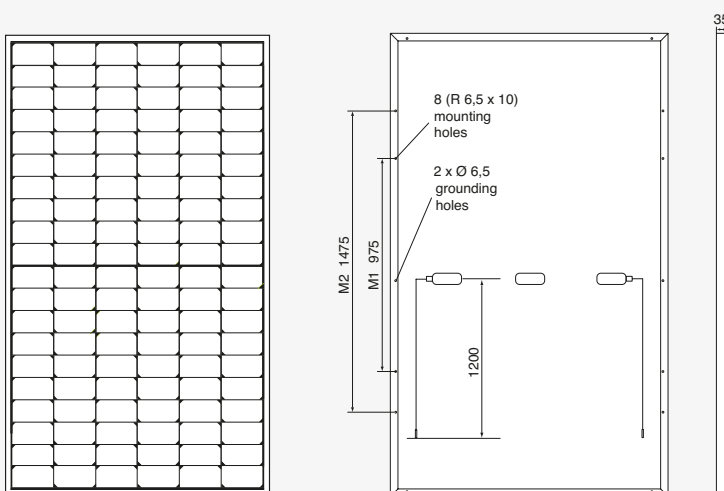 35
8 (R 6,5 x 10)
mounting
holes
2 x Ø 6,5
grounding
holes
M2 1475
M1 975
1200